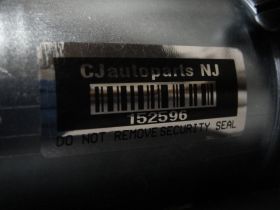 CJautoparts NJ
152596
DO NOT REMOVE SECURITY SEAL